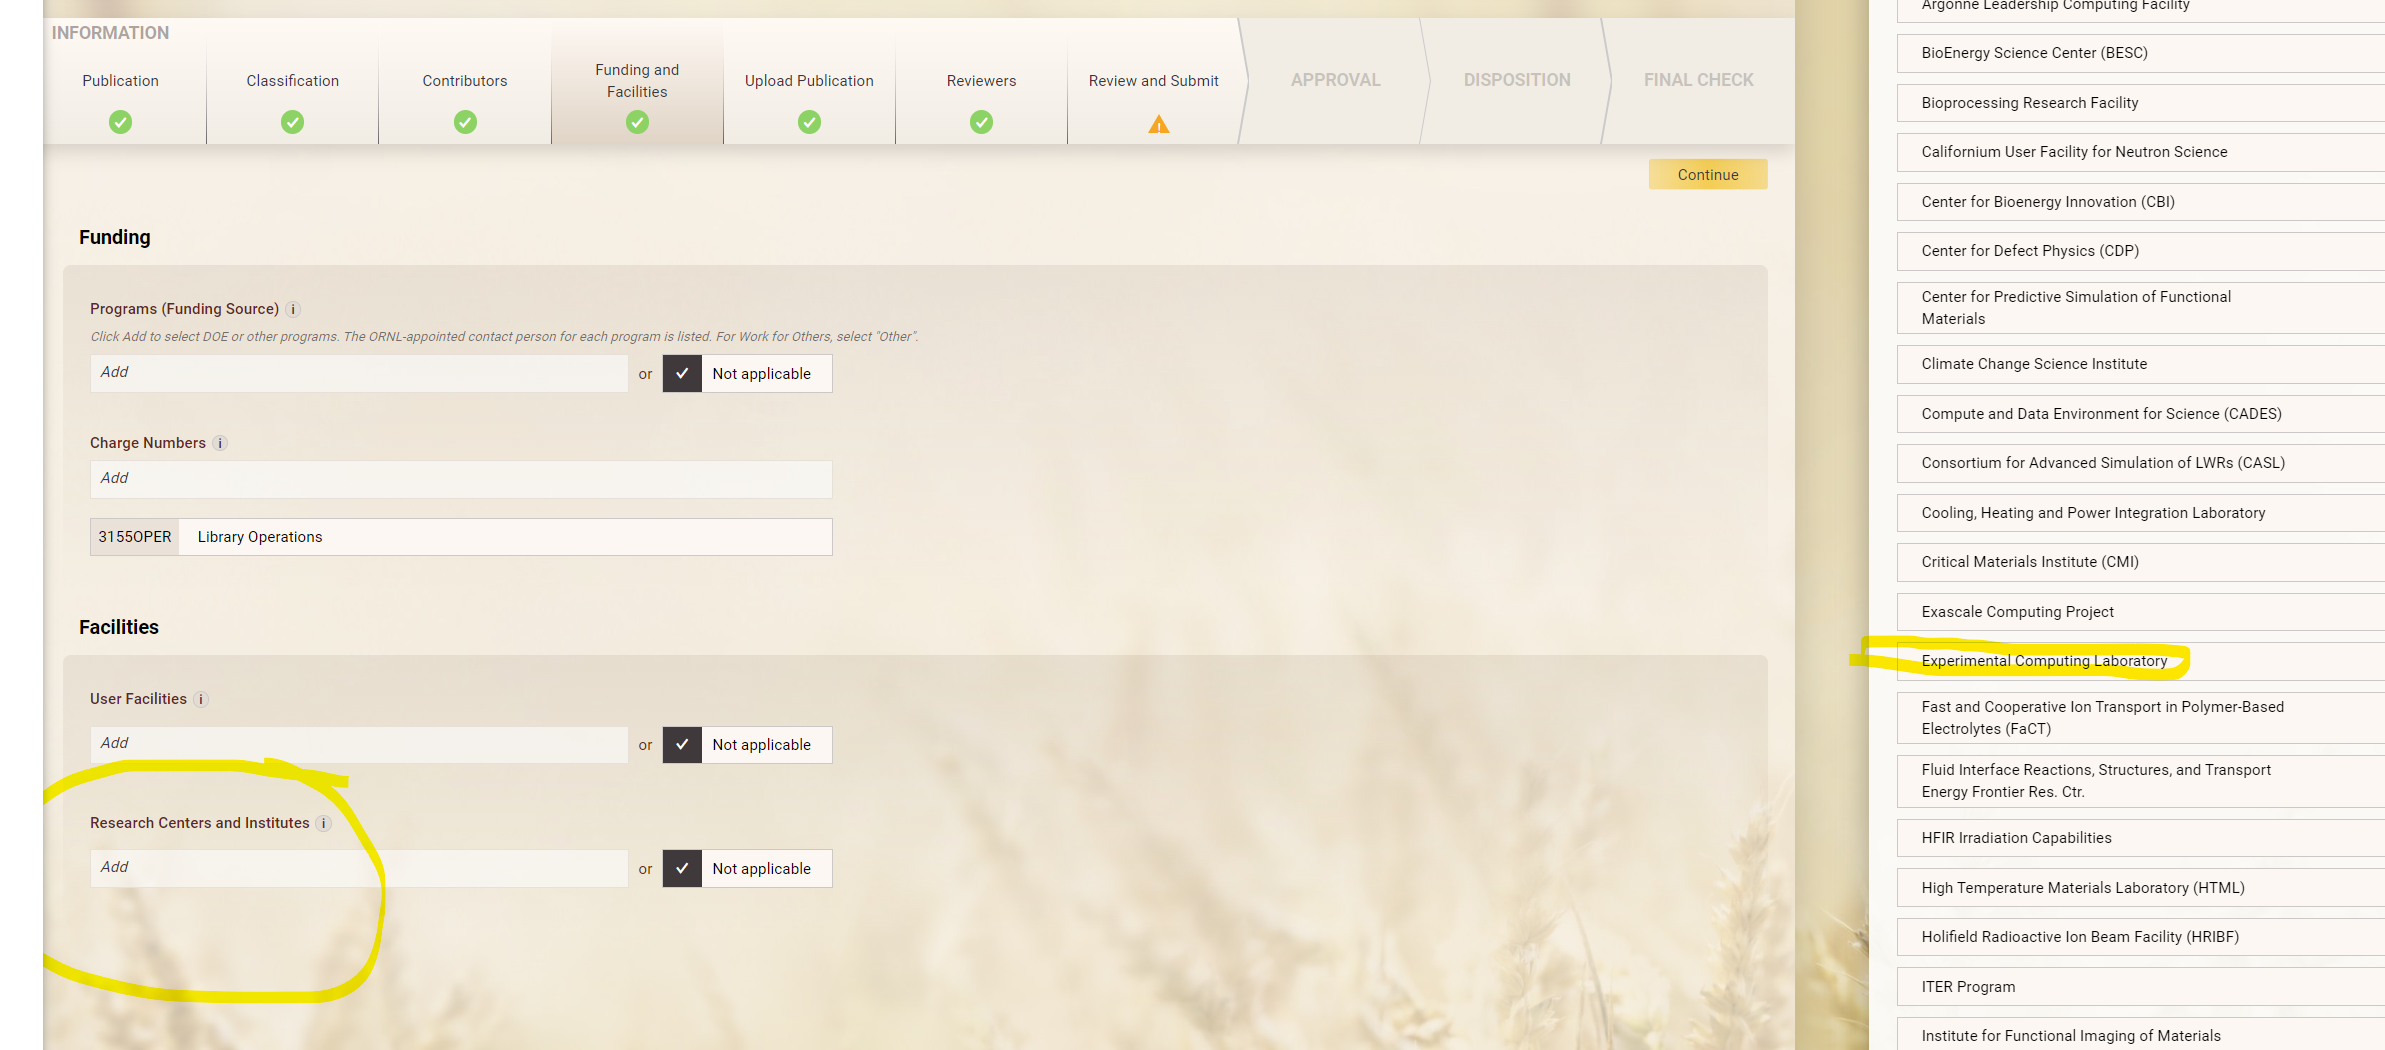 INFORMATION
Publication
Classification
Contributors
Funding and
Facilities
Upload Publication
Reviewers
Review and Submit
APPROVAL
DISPOSITION
FINAL CHECK
Continue
Funding
Programs (Funding Source) i
Click Add to select DOE or other programs. The ORNL-appointed contact person for each program is listed. For Work for Others, select "Other".
Add or Not applicable
Charge Numbers i
Add
3155OPER Library Operations
Facilities
User Facilities i
Add or Not applicable
Research Centers and Institutes i
Add or Not applicable
Argonne Leadership Computing Facility
BioEnergy Science Center (BESC)
Bioprocessing Research Facility
Californium User Facility for Neutron Science
Center for Bioenergy Innovation (CBI)
Center for Defect Physics (CDP)
Center for Predictive Simulation of Functional
Materials
Climate Change Science Institute
Compute and Data Environment for Science (CADES)
Consortium for Advanced Simulation of LWRs (CASL)
Cooling, Heating and Power Integration Laboratory
Critical Materials Institute (CMI)
Exascale Computing Project
Experimental Computing Laboratory
Fast and Cooperative Ion Transport in Polymer-Based
Electrolytes (FaCT)
Fluid Interface Reactions, Structures, and Transport
Energy Frontier Res. Ctr.
HFIR Irradiation Capabilities
High Temperature Materials Laboratory (HTML)
Holifield Radioactive Ion Beam Facility (HRIBF)
ITER Program
Institute for Functional Imaging of Materials